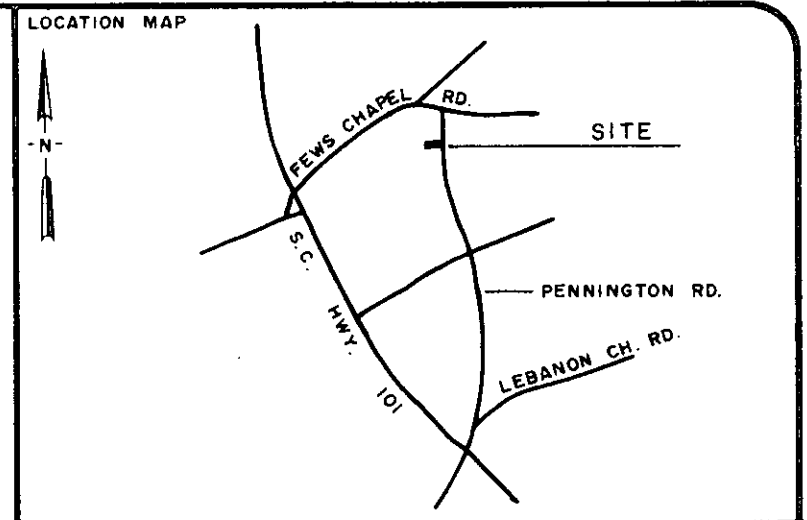 LOCATION MAP
-N-
FEWS CHAPEL RD.
SITE
S.C. HWY. 101
PENNINGTON RD.
LEBANON CH. RD.